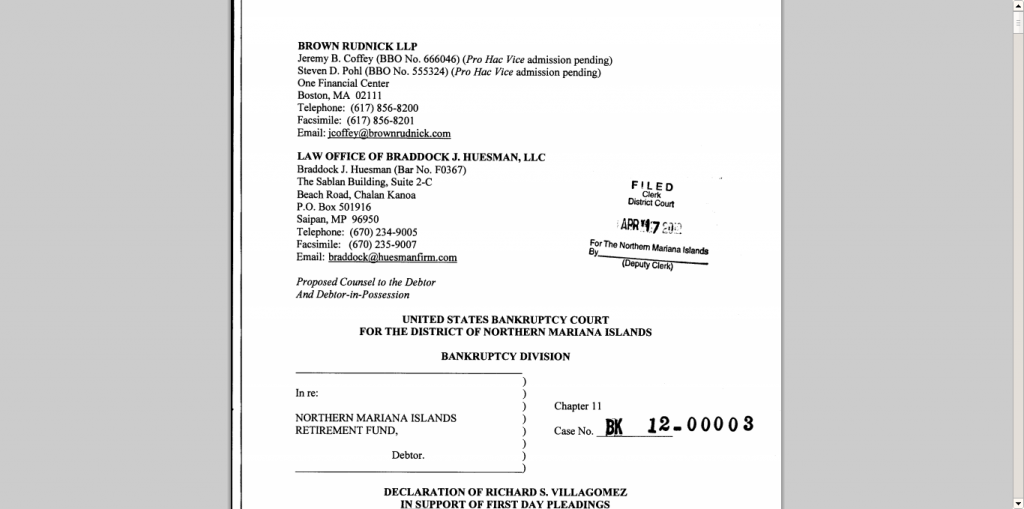 BROWN RUDNICK LLP
Jeremy B. Coffey (BBO No. 666046) (Pro Hac Vice admission pending)
Steven D. Pohl (BBO No. 555324) (Pro Hac Vice admission pending)
One Financial Center
Boston, MA 02111
Telephone: (617) 856-8200
Facsimile: (617) 856-8201
Email: jcoffey@brownrudnick.com
LAW OFFICE OF BRADDOCK J. HUESMAN, LLC
Braddock J. Huesman (Bar No. F0367)
The Sablan Building, Suite 2-C
Beach Road, Chalan Kanoa
P.O. Box 501916
Saipan, MP 96950
Telephone: (670) 234-9005
Facsimile: (670) 235-9007
Email: braddock@huesmanfirm.com
FILED
Clerk
District Court
APR 17
For The Northern Mariana Islands
By
(Deputy Clerk)
Proposed Counsel to the Debtor
And Debtor-in-Possession
UNITED STATES BANKRUPTCY COURT
FOR THE DISTRICT OF NORTHERN MARIANA ISLANDS
BANKRUPTCY DIVISION
In re:
NORTHERN MARIANA ISLANDS
RETIREMENT FUND,
Debtor.
)
)
)
)
)
)
)
)
Chapter 11
Case No. BK 12-00003
DECLARATION OF RICHARD S. VILLAGOMEZ
IN SUPPORT OF FIRST DAY PLEADINGS